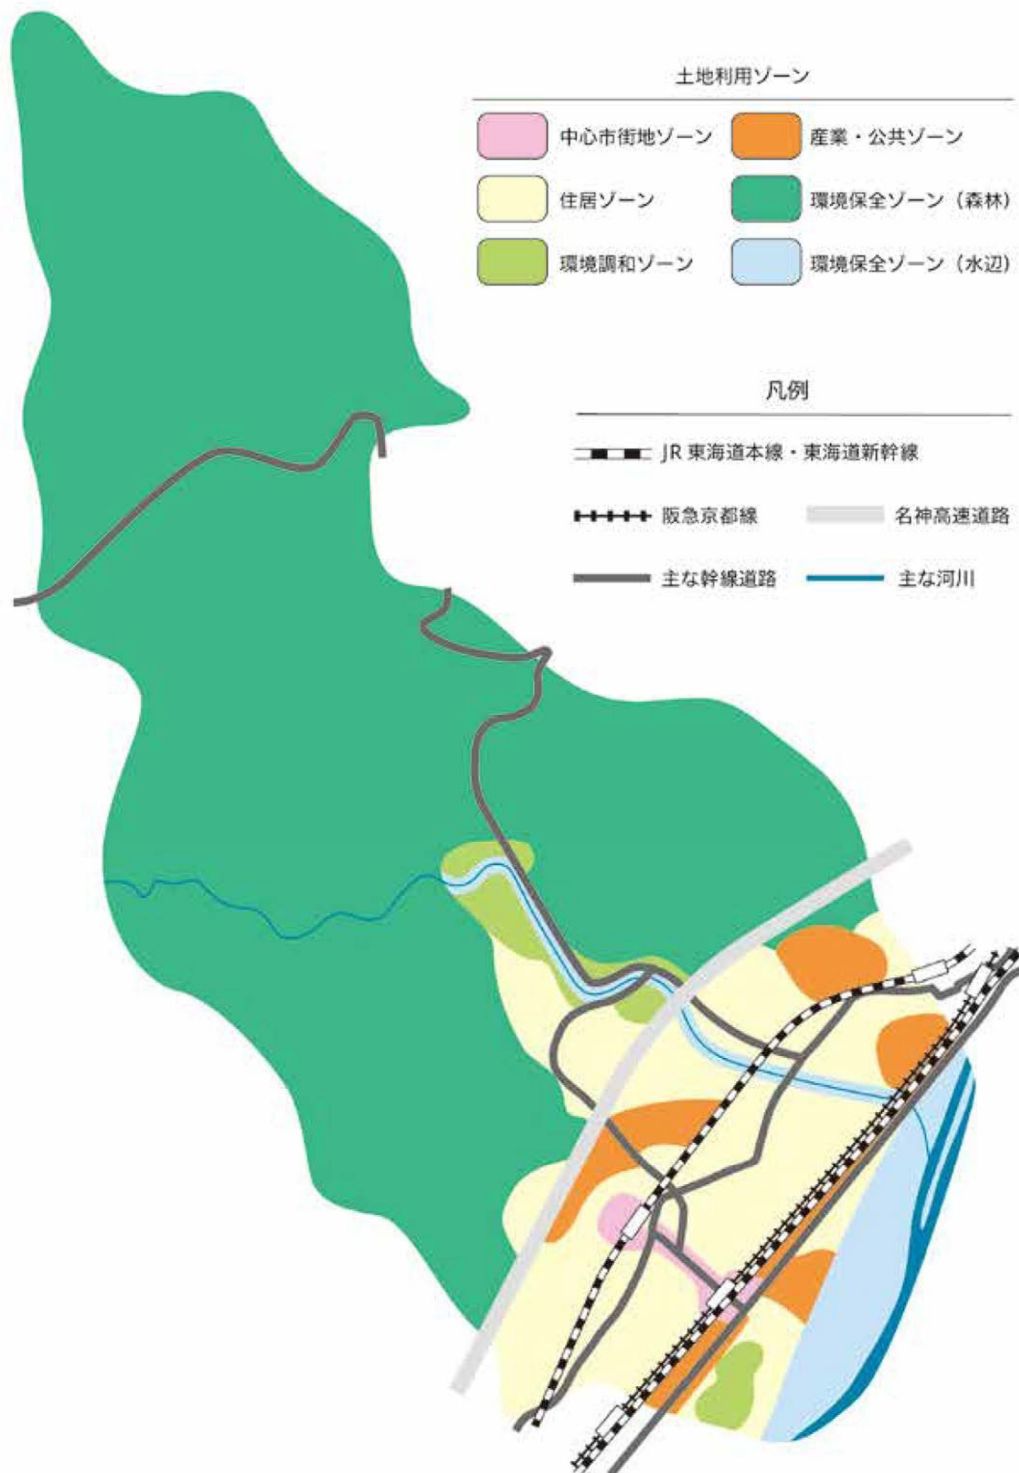 土地利用ゾーン
中心市街地ゾーン
産業・公共ゾーン
住居ゾーン
環境保全ゾーン（森林）
環境調和ゾーン
環境保全ゾーン（水辺）
凡例
JR 東海道本線・東海道新幹線
阪急京都線
名神高速道路
主な幹線道路
主な河川